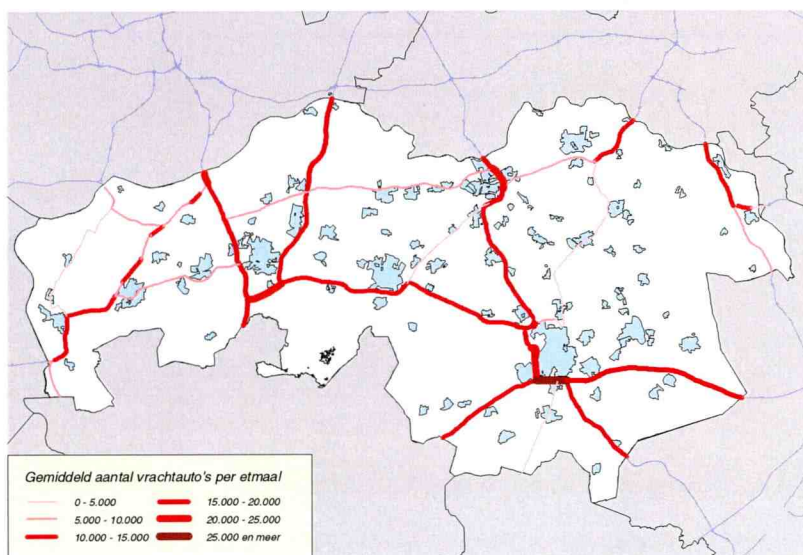 Gemiddeld aantal vrachtauto's per etmaal
0 - 5.000
5.000 - 10.000
10.000 - 15.000
15.000 - 20.000
20.000 - 25.000
25.000 en meer